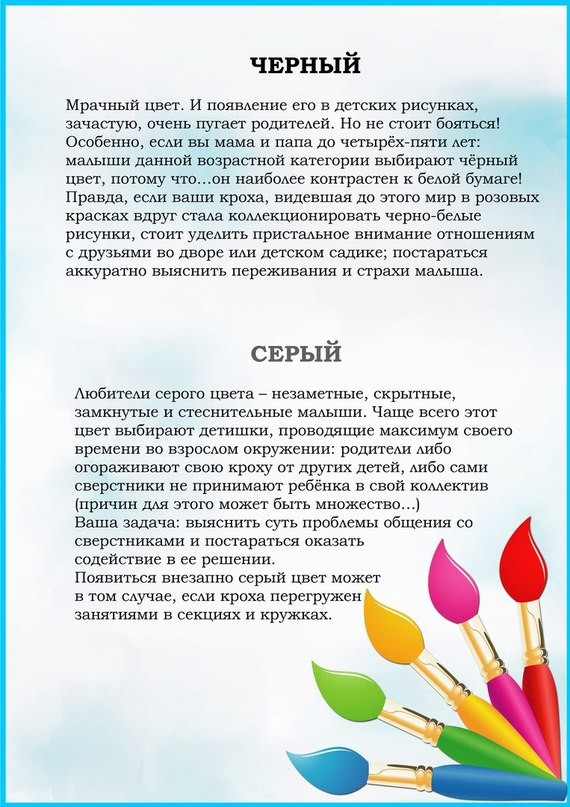 ЧЕРНЫЙ
Мрачный цвет. И появление его в детских рисунках,
зачастую, очень пугает родителей. Но не стоит бояться!
Особенно, если вы мама и папа до четырёх-пяти лет:
малыши данной возрастной категории выбирают чёрный
цвет, потому что…он наиболее контрастен к белой бумаге!
Правда, если ваши кроха, видевшая до этого мир в розовых
красках вдруг стала коллекционировать черно-белые
рисунки, стоит уделить пристальное внимание отношениям
с друзьями во дворе или детском садике; постараться
аккуратно выяснить переживания и страхи малыша.
СЕРЫЙ
Любители серого цвета – незаметные, скрытные,
замкнутые и стеснительные малыши. Чаще всего этот
цвет выбирают детишки, проводящие максимум своего
времени во взрослом окружении: родители либо
огораживают свою кроху от других детей, либо сами
сверстники не принимают ребёнка в свой коллектив
(причин для этого может быть множество…)
Ваша задача: выяснить суть проблемы общения со
сверстниками и постараться оказать
содействие в ее решении.
Появиться внезапно серый цвет может
в том случае, если кроха перегружен
занятиями в секциях и кружках.